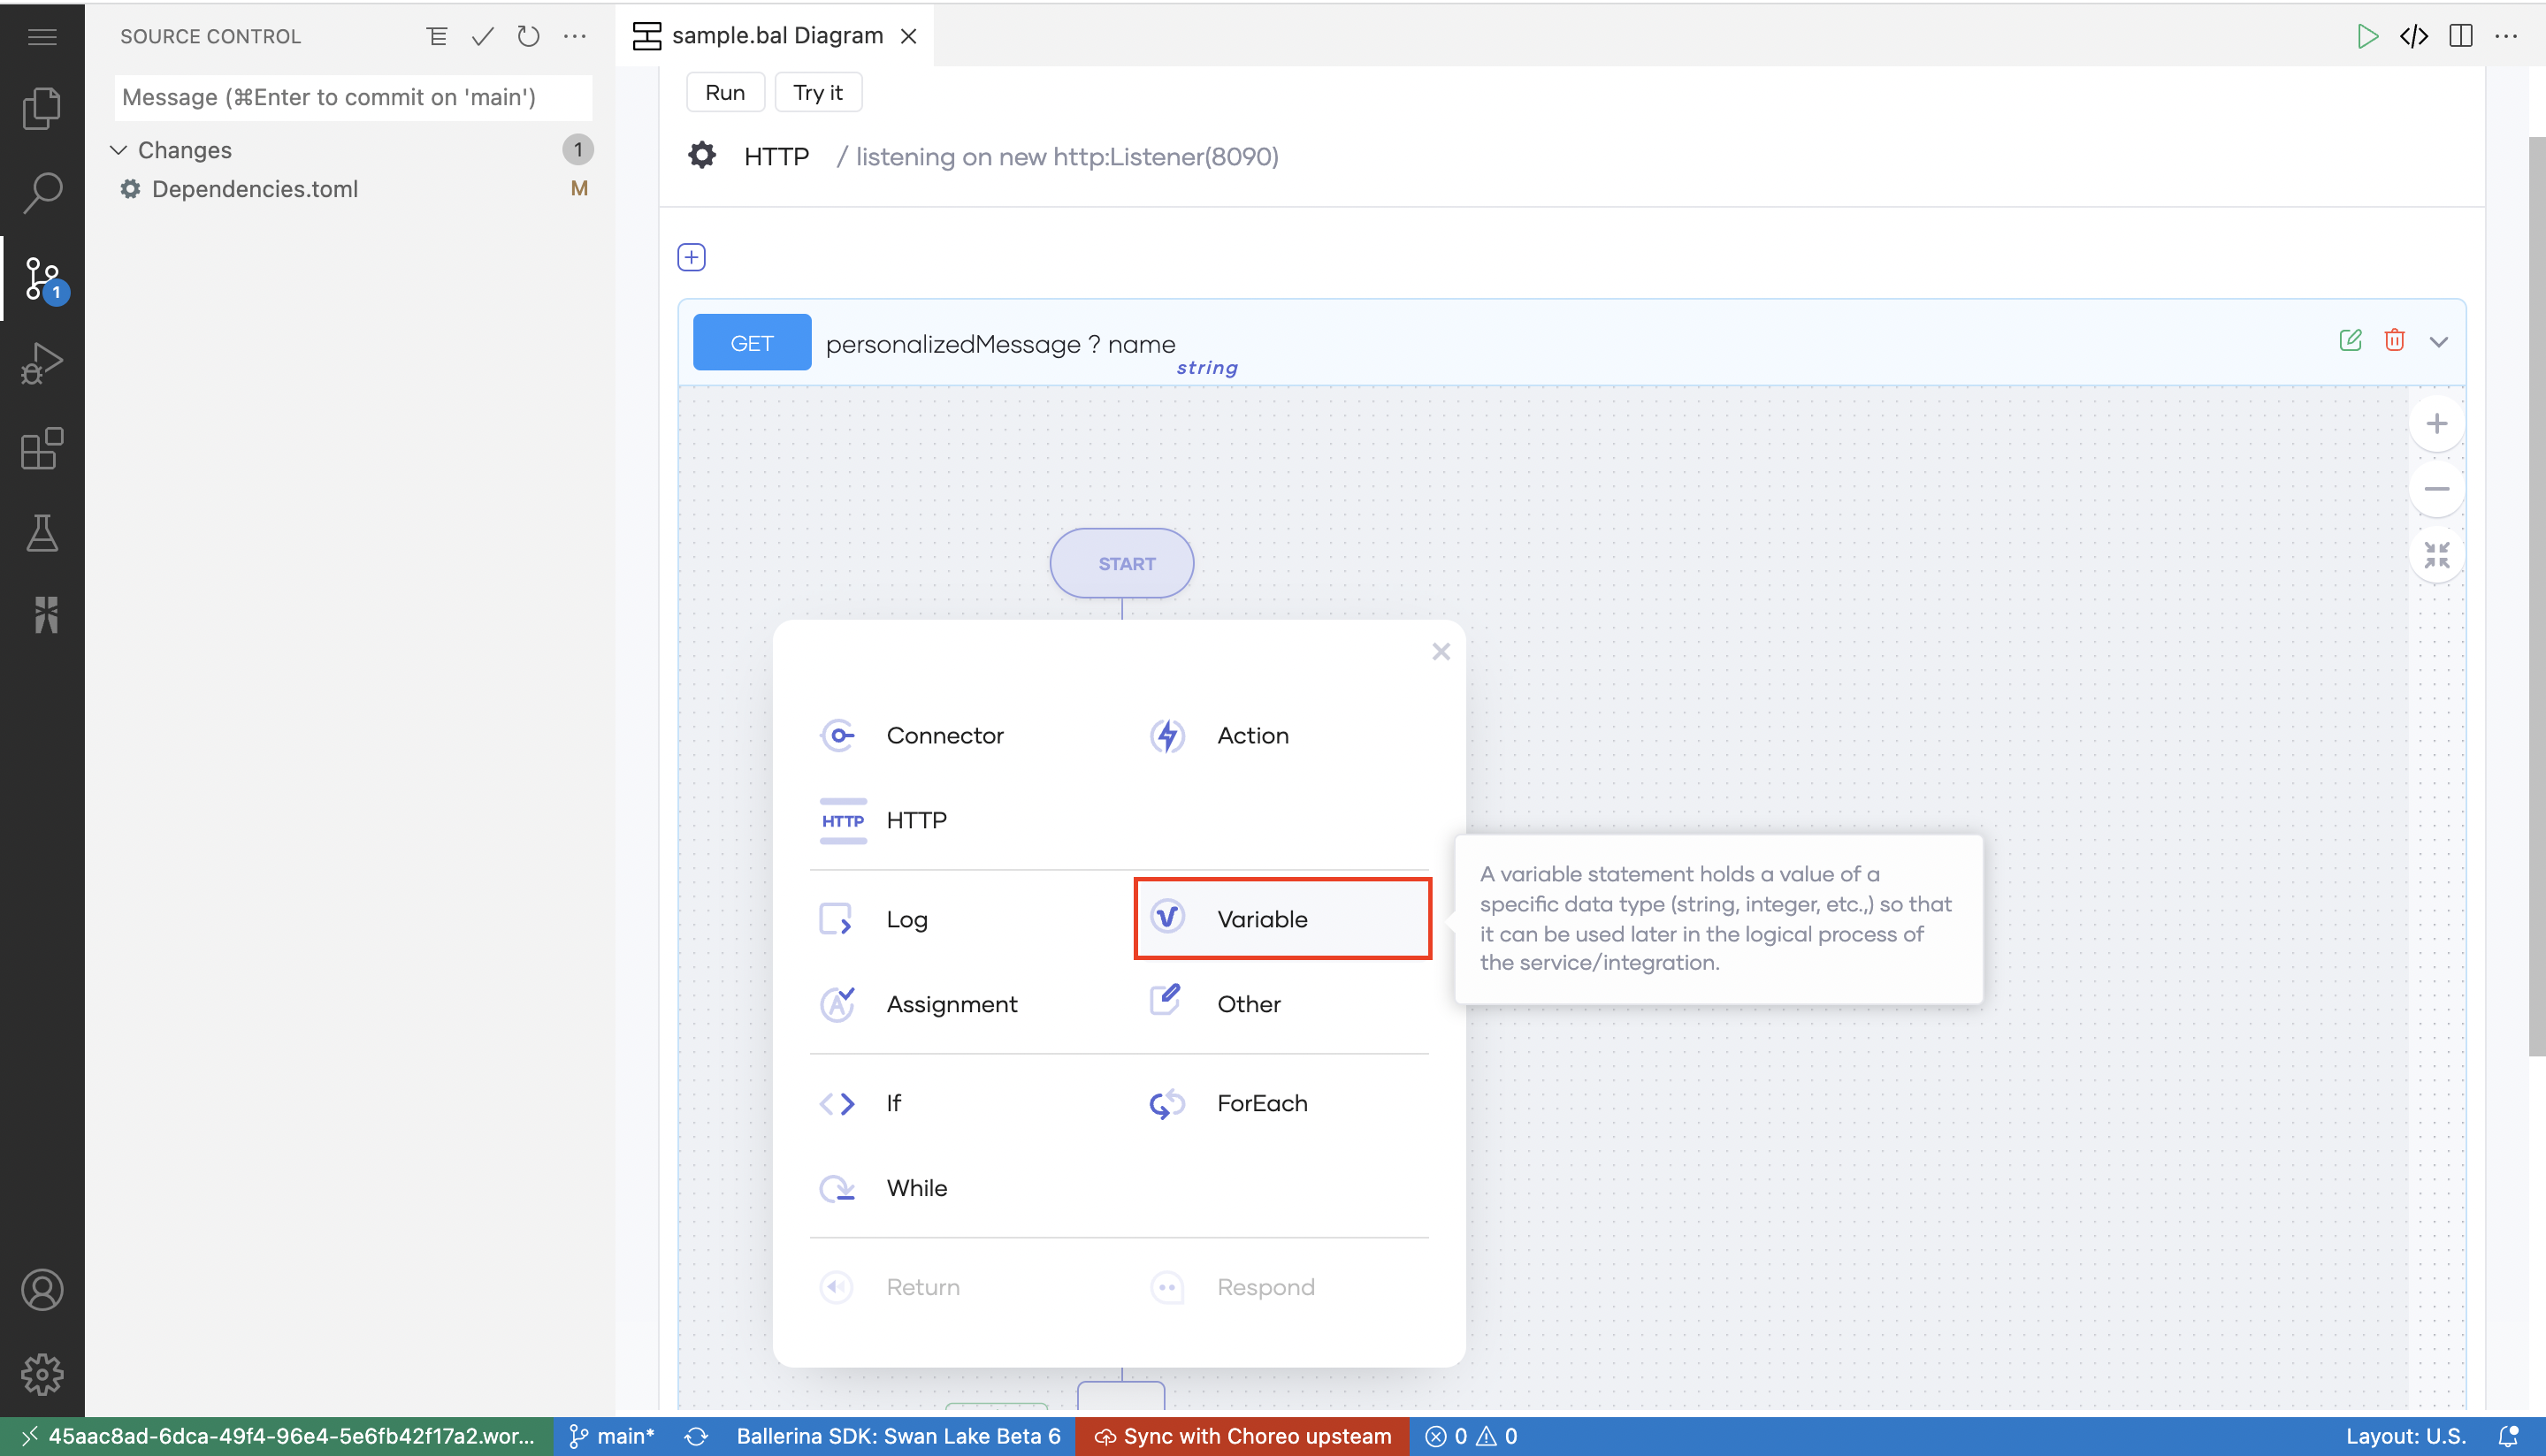 SOURCE CONTROL
sample.bal Diagram
Message (⌘Enter to commit on 'main')
Changes
1
Dependencies.toml
M
1
Run
Try it
HTTP / listening on new http:Listener(8090)
GET
personalizedMessage ? name
string
START
Connector
Action
HTTP
HTTP
Log
Variable
A variable statement holds a value of a
specific data type (string, integer, etc.,) so that
it can be used later in the logical process of
the service/integration.
Assignment
Other
If
ForEach
While
Return
Respond
45aac8ad-6dca-49f4-96e4-5e6fb42f17a2.wor...
main*
Ballerina SDK: Swan Lake Beta 6
Sync with Choreo upsteam
0
0
Layout: U.S.